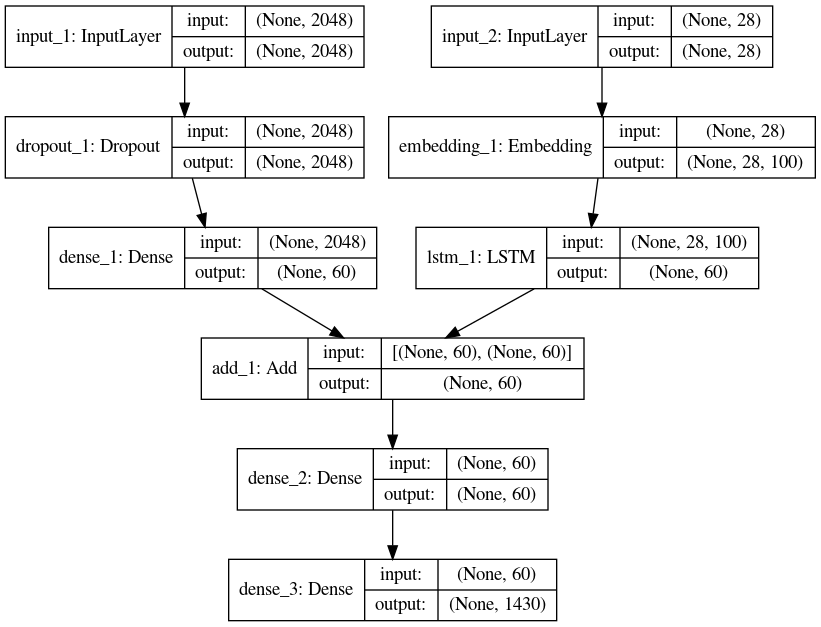 input_1: InputLayer
input: (None, 2048)
output: (None, 2048)
input_2: InputLayer
input: (None, 28)
output: (None, 28)
dropout_1: Dropout
input: (None, 2048)
output: (None, 2048)
embedding_1: Embedding
input: (None, 28)
output: (None, 28, 100)
dense_1: Dense
input: (None, 2048)
output: (None, 60)
lstm_1: LSTM
input: (None, 28, 100)
output: (None, 60)
add_1: Add
input: [(None, 60), (None, 60)]
output: (None, 60)
dense_2: Dense
input: (None, 60)
output: (None, 60)
dense_3: Dense
input: (None, 60)
output: (None, 1430)